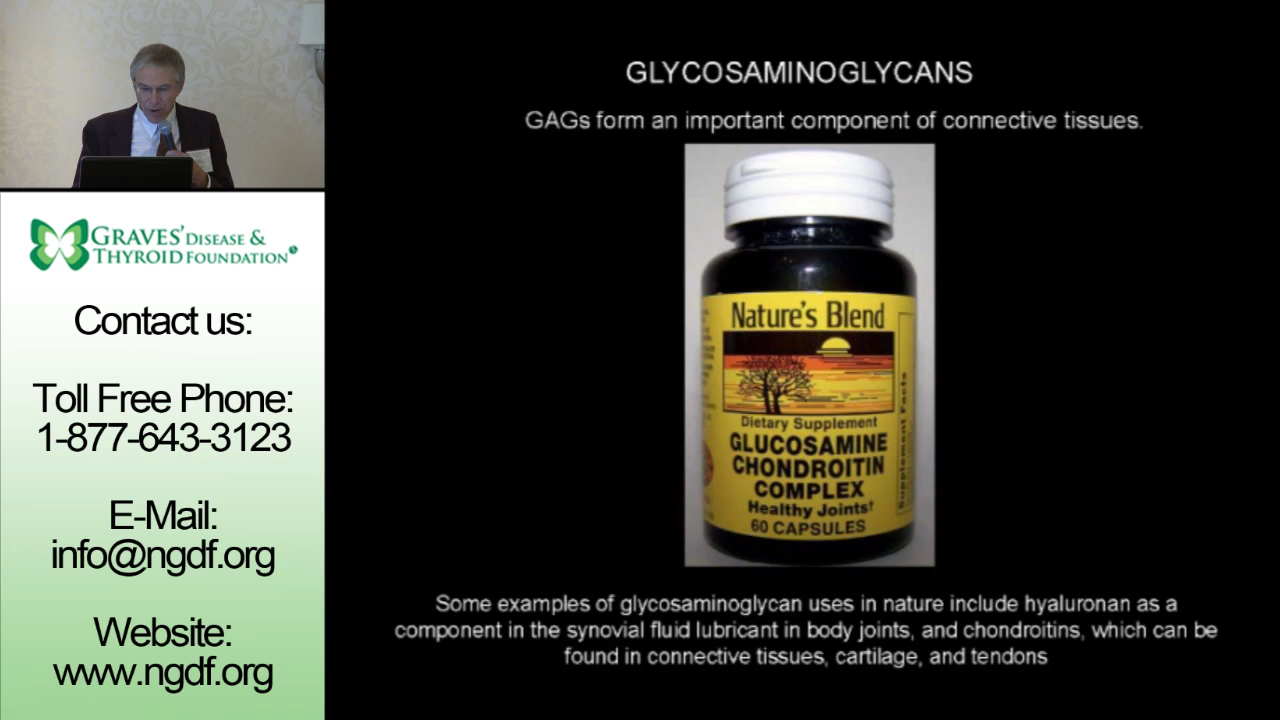 GRAVES' DISEASE &
THYROID FOUNDATION
Contact us:
Toll Free Phone:
1-877-643-3123
E-Mail:
info@ngdf.org
Website:
www.ngdf.org
GLYCOSAMINOGLYCANS
GAGs form an important component of connective tissues.
Nature's Blend
Dietary Supplement
GLUCOSAMINE
CHONDROITIN
COMPLEX
Healthy Joints†
60 CAPSULES
Supplement Facts
Some examples of glycosaminoglycan uses in nature include hyaluronan as a
component in the synovial fluid lubricant in body joints, and chondroitins, which can be
found in connective tissues, cartilage, and tendons